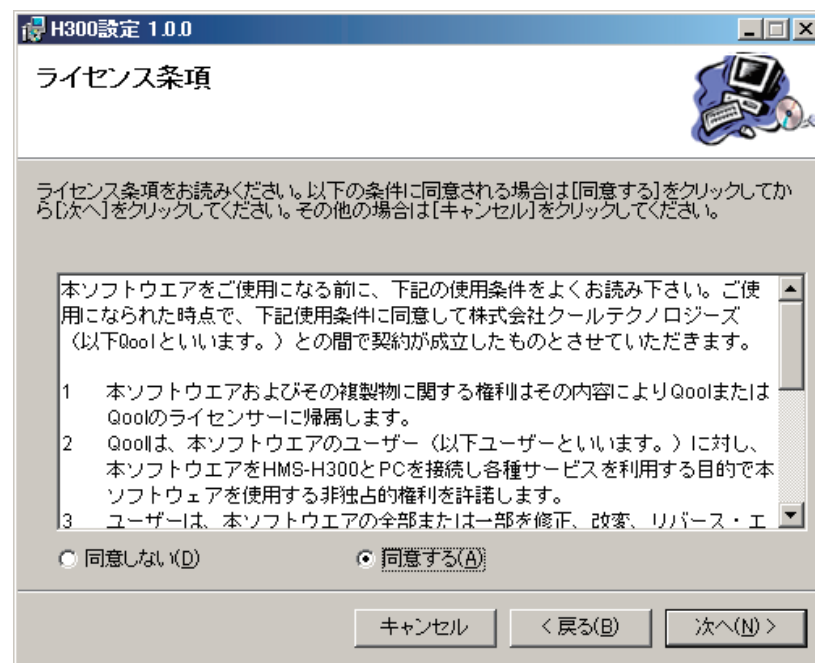 H300設定 1.0.0
ライセンス条項
ライセンス条項をお読みください。以下の条件に同意される場合は[同意する]をクリックしてか
ら[次へ]をクリックしてください。その他の場合は[キャンセル]をクリックしてください。
本ソフトウエアをご使用になる前に、下記の使用条件をよくお読み下さい。ご使
用になられた時点で、下記使用条件に同意して株式会社クールテクノロジーズ
（以下Qoolといいます。）との間で契約が成立したものとさせていただきます。
1 本ソフトウエアおよびその複製物に関する権利はその内容によりQoolまたは
Qoolのライセンサーに帰属します。
2 Qoolは、本ソフトウエアのユーザー（以下ユーザーといいます。）に対し、
本ソフトウエアをHMS-H300とPCを接続し各種サービスを利用する目的で本
ソフトウェアを使用する非独占的権利を許諾します。
3 ユーザーは、本ソフトウエアの全部または一部を修正、改変、リバース・エ
同意しない(D) 同意する(A)
キャンセル < 戻る(B) 次へ(N) >